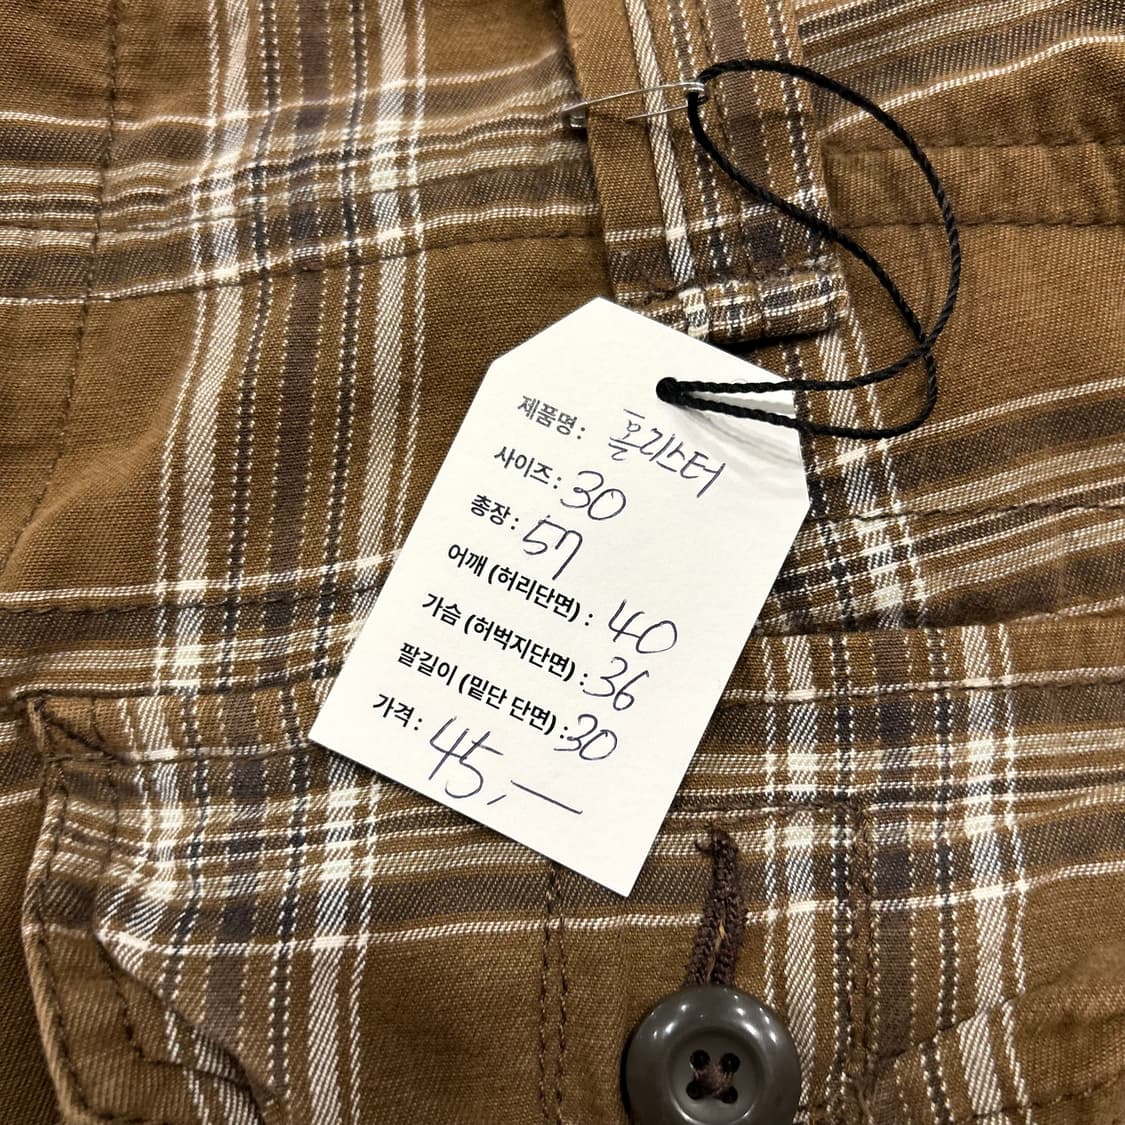 제품명: 홀리스터
사이즈: 30
총장: 57
어깨 (허리단면) : 40
가슴 (허벅지단면) : 36
팔길이 (밑단 단면) : 30
가격: 45,—